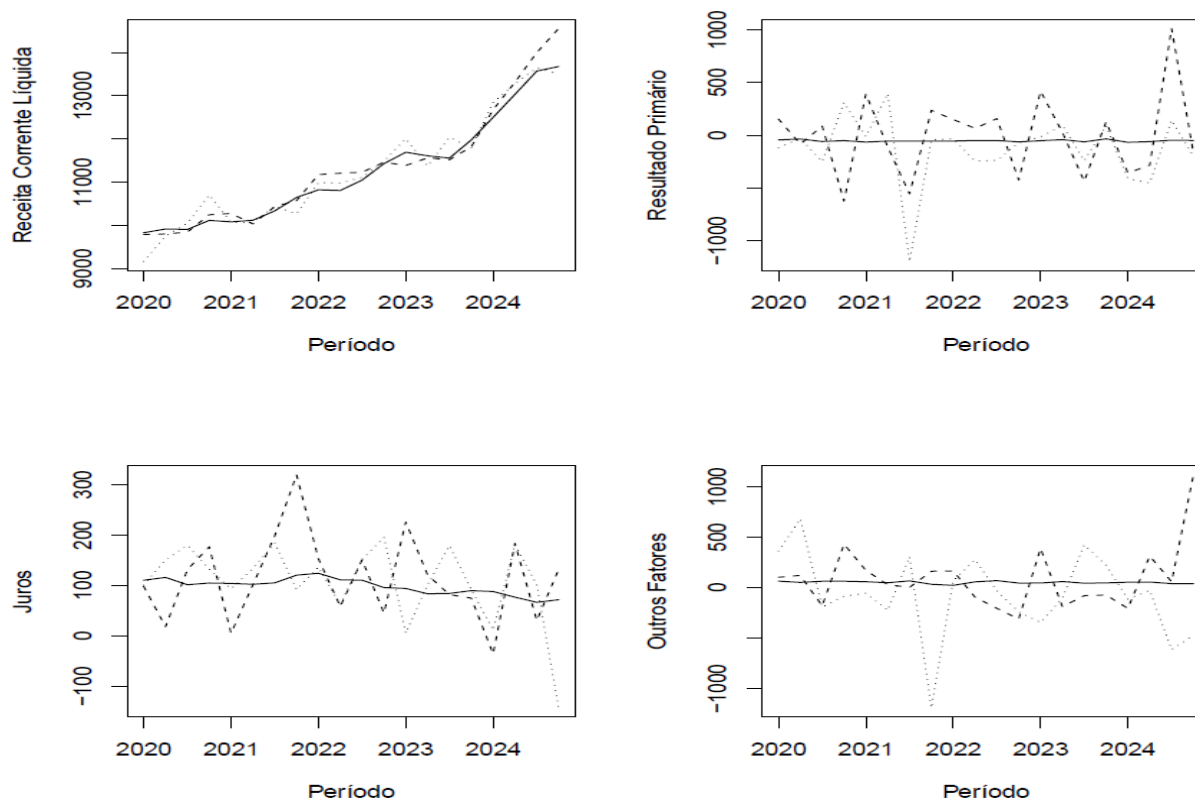 Receita Corrente Líquida
13000
11000
9000
2020 2021 2022 2023 2024
Período
Resultado Primário
1000
500
0
−1000
2020 2021 2022 2023 2024
Período
Juros
300
200
100
0
−100
2020 2021 2022 2023 2024
Período
Outros Fatores
1000
500
0
−1000
2020 2021 2022 2023 2024
Período